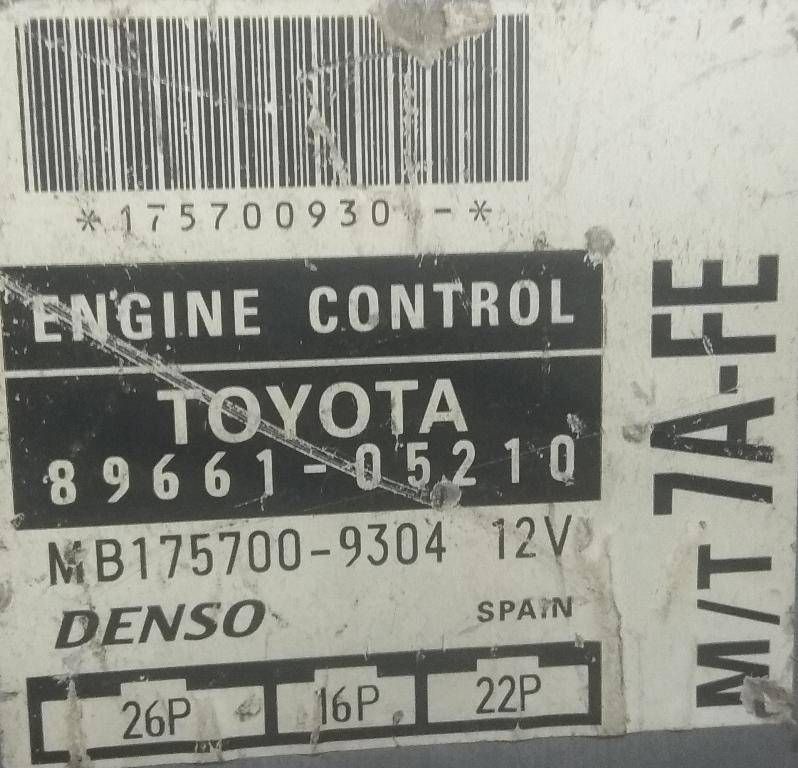 *175700930 -*
ENGINE CONTROL
TOYOTA
89661-05210
MB175700-9304 12V
DENSO SPAIN
26P 16P 22P
M/T 7A-FE